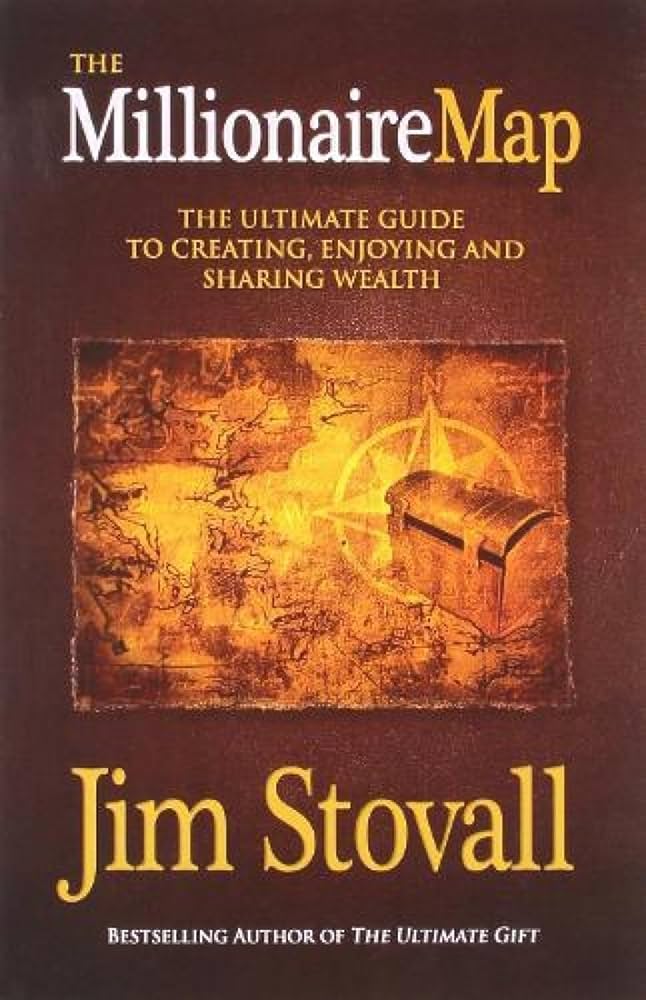 THE
MillionaireMap
THE ULTIMATE GUIDE
TO CREATING, ENJOYING AND
SHARING WEALTH
N
Jim Stovall
BESTSELLING AUTHOR OF THE ULTIMATE GIFT